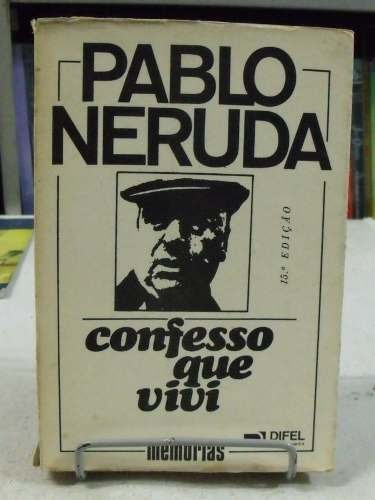 PABLO
NERUDA
15.ª EDIÇÃO
confesso
que
vivi
DIFEL
memórias